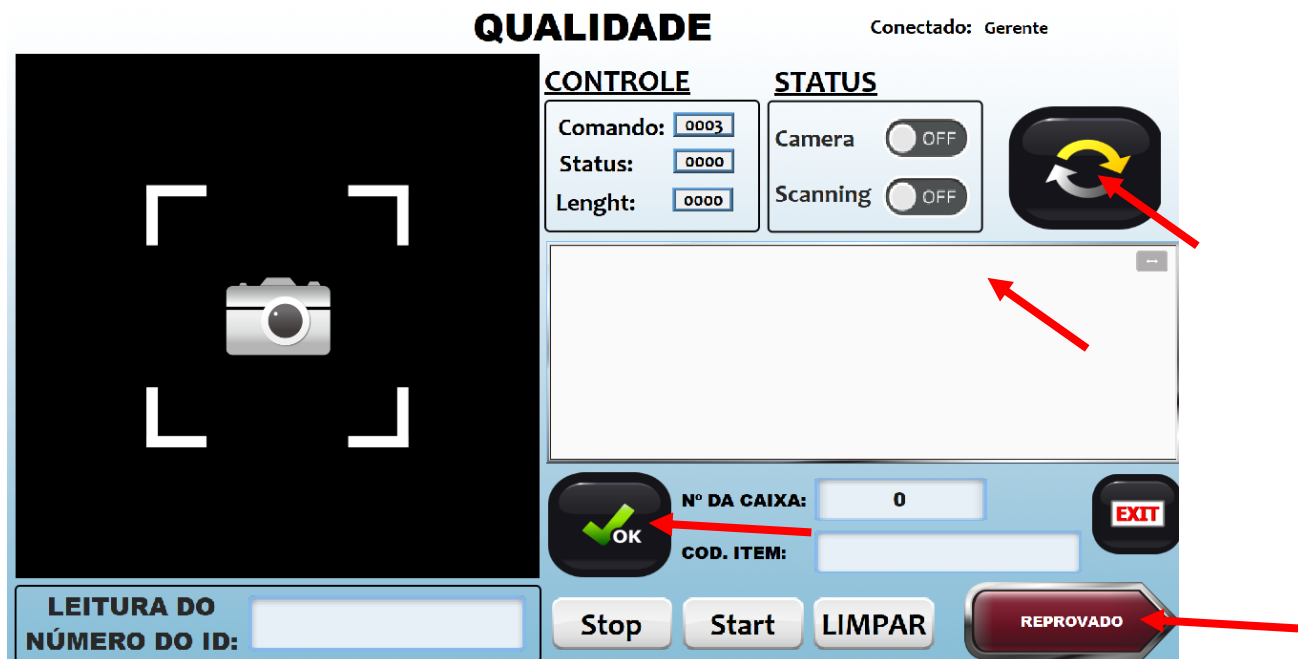 QUALIDADE
Conectado: Gerente
CONTROLE
STATUS
Comando: 0003
Status: 0000
Lenght: 0000
Camera OFF
Scanning OFF
OK
Nº DA CAIXA: 0
COD. ITEM:
EXIT
LEITURA DO
NÚMERO DO ID:
Stop
Start
LIMPAR
REPROVADO